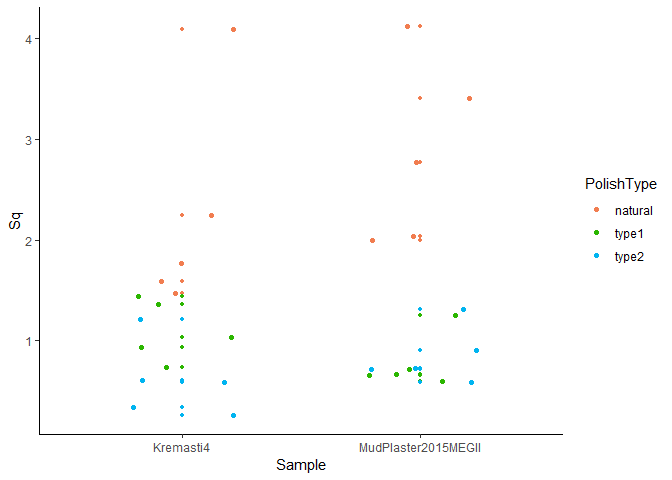 4
3
2
1
Sq
Kremasti4
MudPlaster2015MEGII
Sample
PolishType
natural
type1
type2